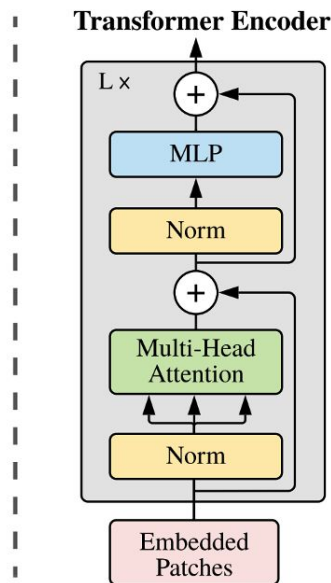 Transformer Encoder
L ×
+
MLP
Norm
+
Multi-Head
Attention
Norm
Embedded
Patches